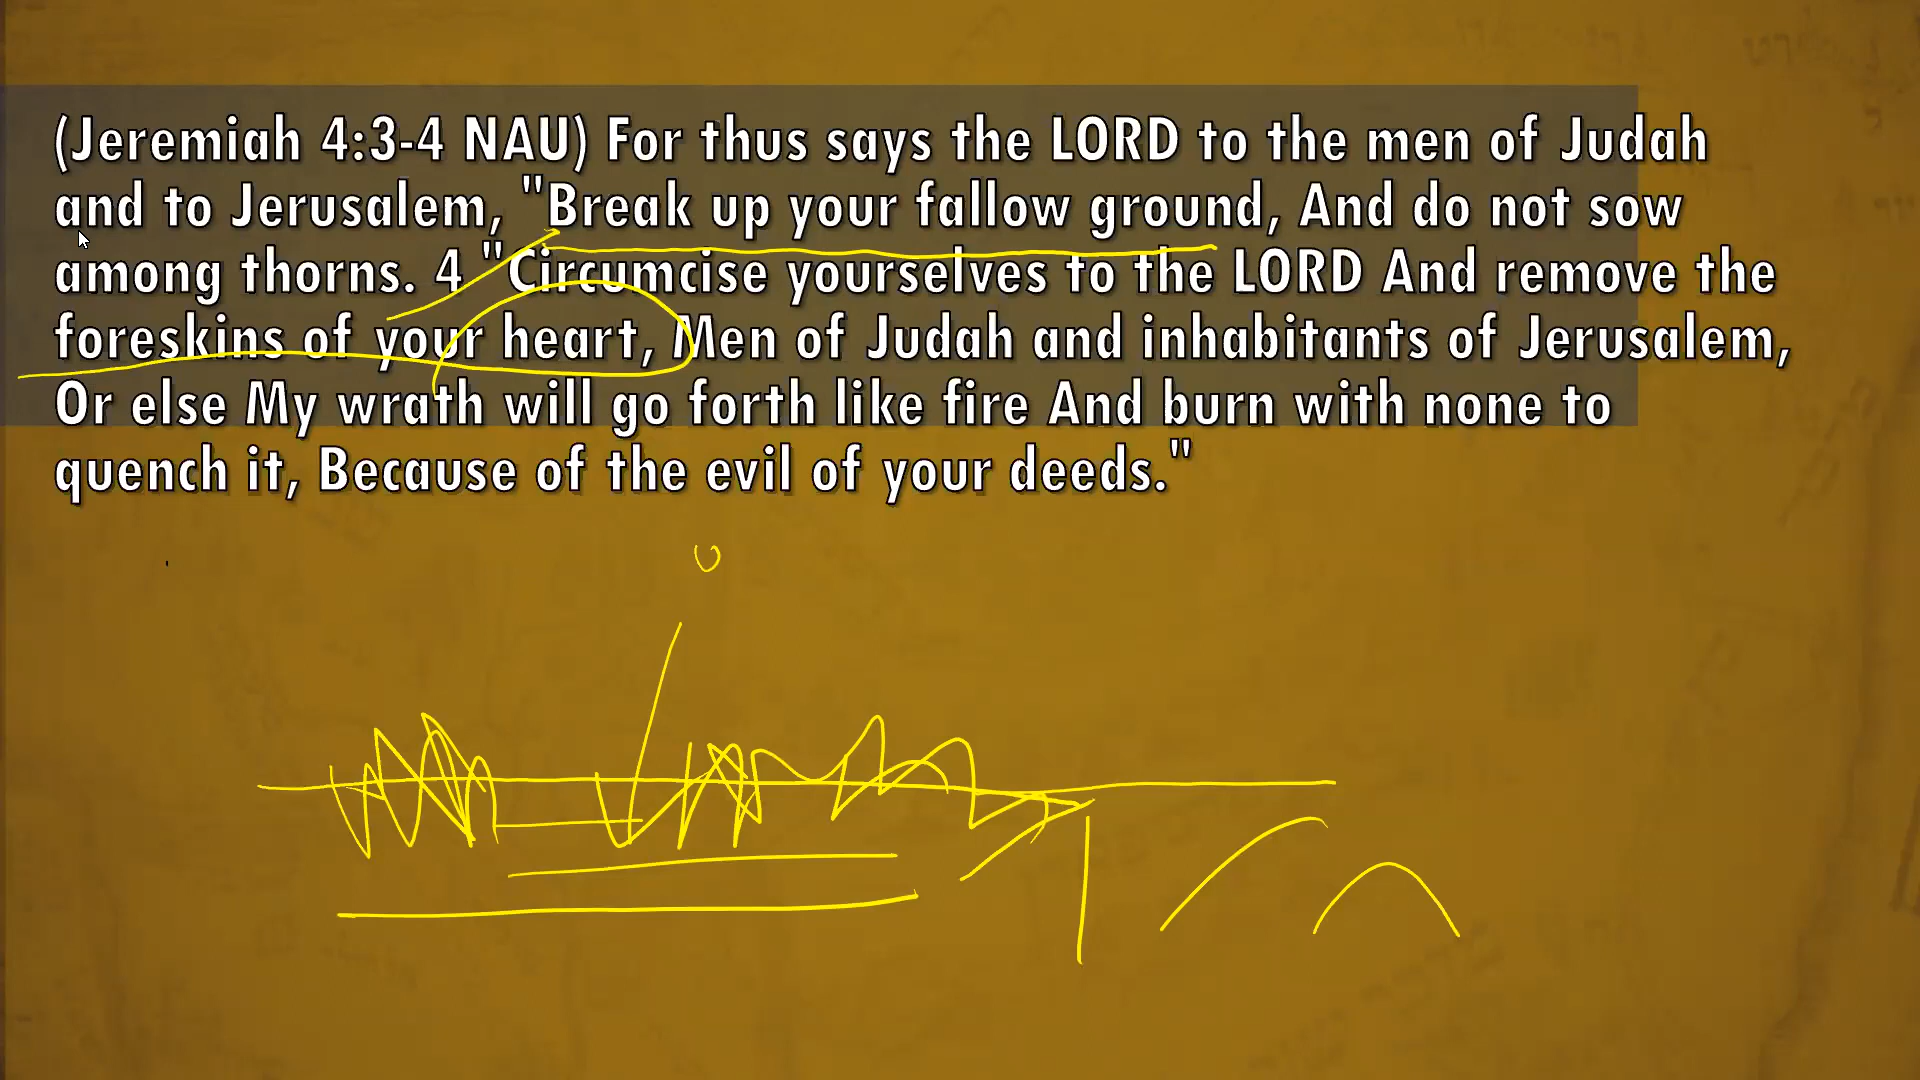 (Jeremiah 4:3-4 NAU) For thus says the LORD to the men of Judah
and to Jerusalem, "Break up your fallow ground, And do not sow
among thorns. 4 "Circumcise yourselves to the LORD And remove the
foreskins of your heart, Men of Judah and inhabitants of Jerusalem,
Or else My wrath will go forth like fire And burn with none to
quench it, Because of the evil of your deeds."